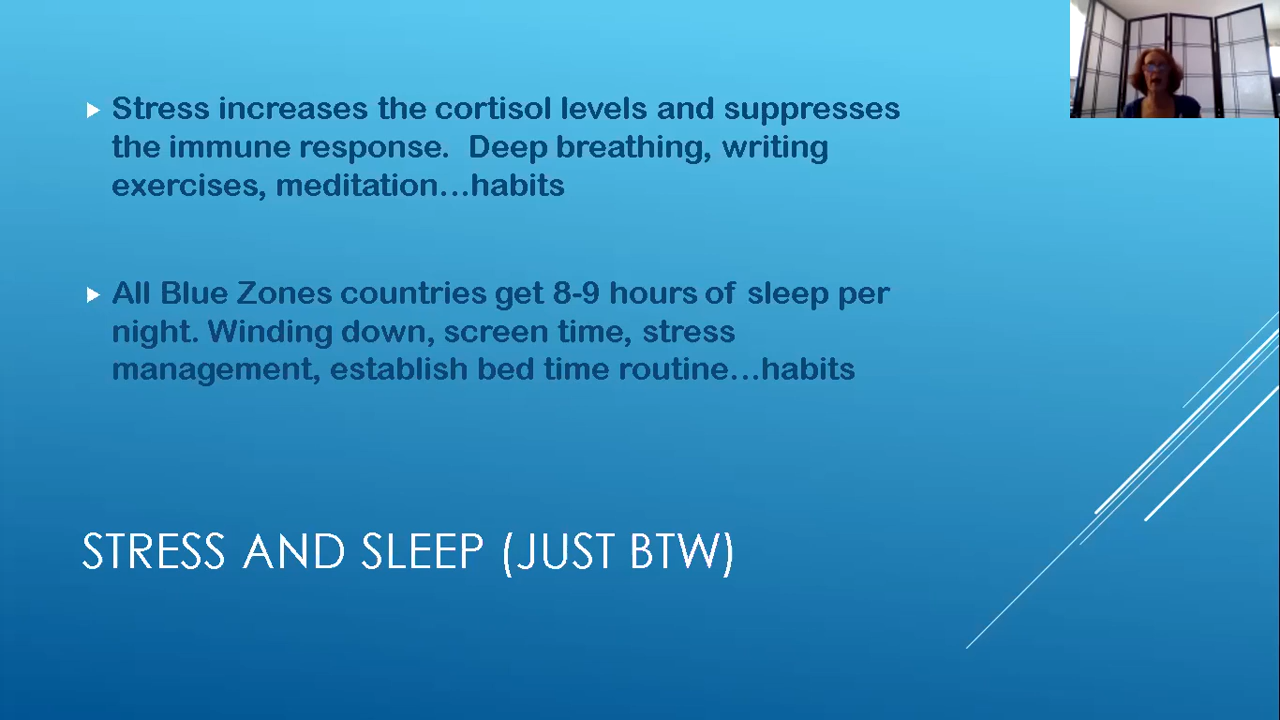 Stress increases the cortisol levels and suppresses
the immune response.  Deep breathing, writing
exercises, meditation...habits
All Blue Zones countries get 8-9 hours of sleep per
night. Winding down, screen time, stress
management, establish bed time routine...habits
STRESS AND SLEEP (JUST BTW)